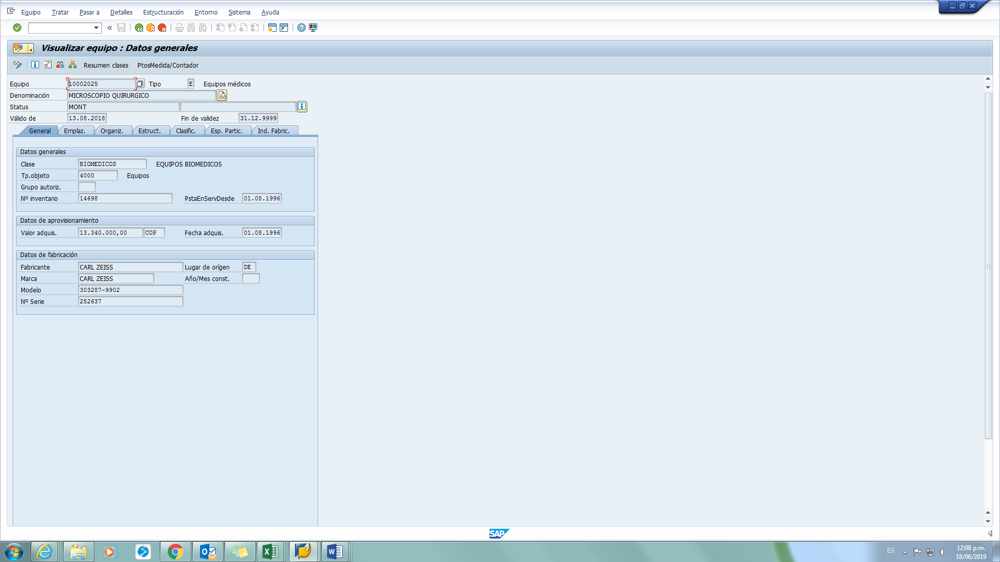 Equipo Tratar Pasar a Detalles Estructuración Entorno Sistema Ayuda
Visualizar equipo : Datos generales
Resumen clases PtosMedida/Contador
Equipo 10002025 Tipo E Equipos médicos
Denominación MICROSCOPIO QUIRURGICO
Status MONT
Válido de 13.08.2018 Fin de validez 31.12.9999
General Emplaz. Organiz. Estruct. Clasific. Esp. Partic. Ind. Fabric.
Datos generales
Clase BIOMEDICOS EQUIPOS BIOMEDICOS
Tp.objeto 4000 Equipos
Grupo autoriz.
Nº inventario 14698 PstaEnServDesde 01.08.1996
Datos de aprovisionamiento
Valor adquis. 13.340.000,00 COP Fecha adquis. 01.08.1996
Datos de fabricación
Fabricante CARL ZEISS Lugar de orígen DE
Marca CARL ZEISS Año/Mes const.
Modelo 303287-9902
Nº Serie 252637
SAP
ES 12:08 p.m.
18/06/2019